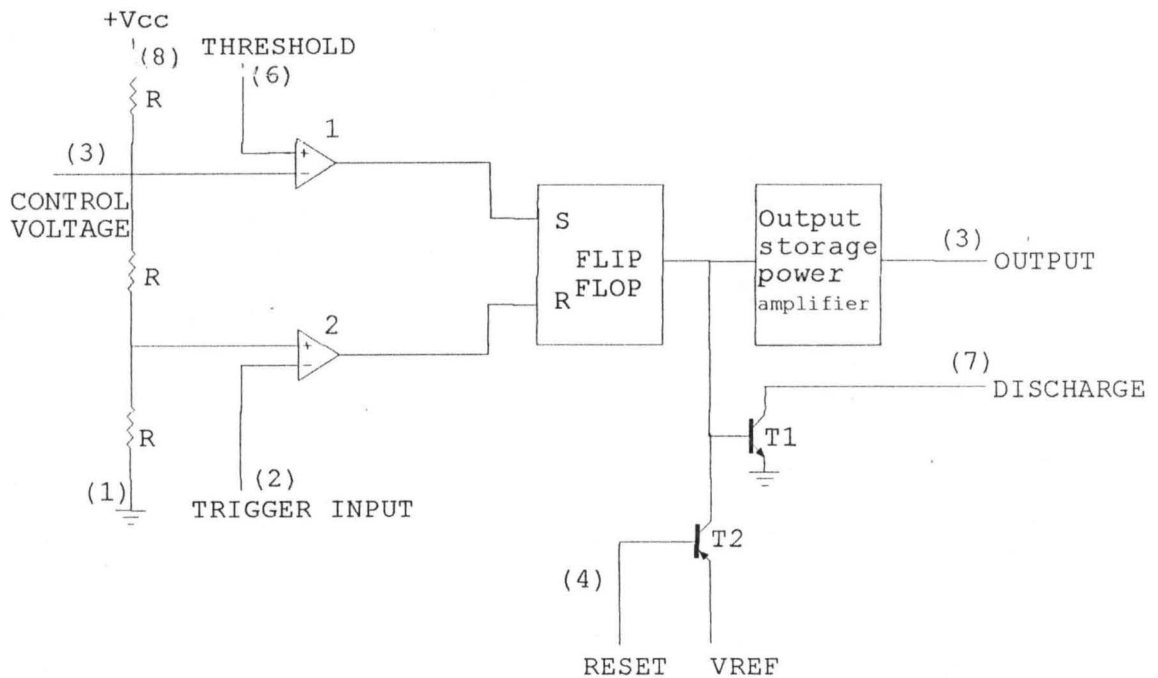 +Vcc
(8)
THRESHOLD
(6)
R
1
(3)
CONTROL
VOLTAGE
S
FLIP
FLOP
R
Output
storage
power
amplifier
(3)
OUTPUT
R
2
(7)
DISCHARGE
R
T1
(1)
(2)
TRIGGER INPUT
T2
(4)
RESET
VREF
+
-
+
-